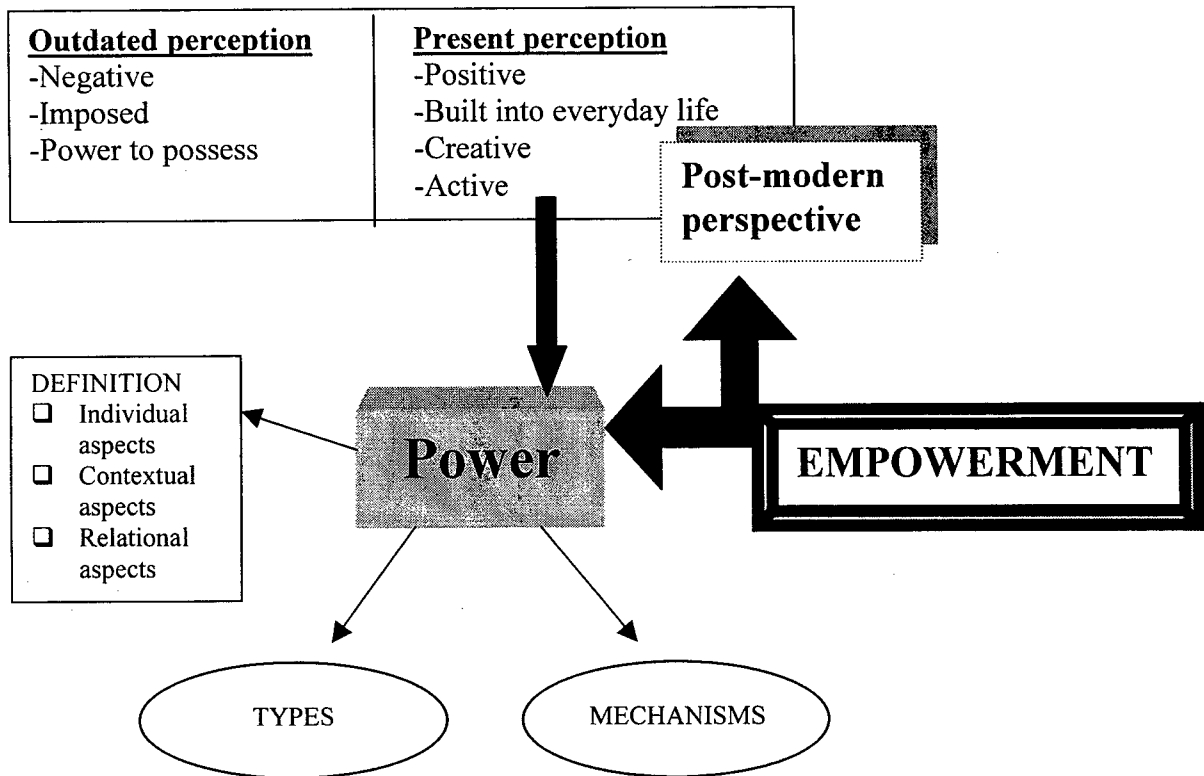 Outdated perception
-Negative
-Imposed
-Power to possess
Present perception
-Positive
-Built into everyday life
-Creative
-Active
Post-modern
perspective
DEFINITION
❑ Individual
aspects
❑ Contextual
aspects
❑ Relational
aspects
Power
EMPOWERMENT
TYPES
MECHANISMS